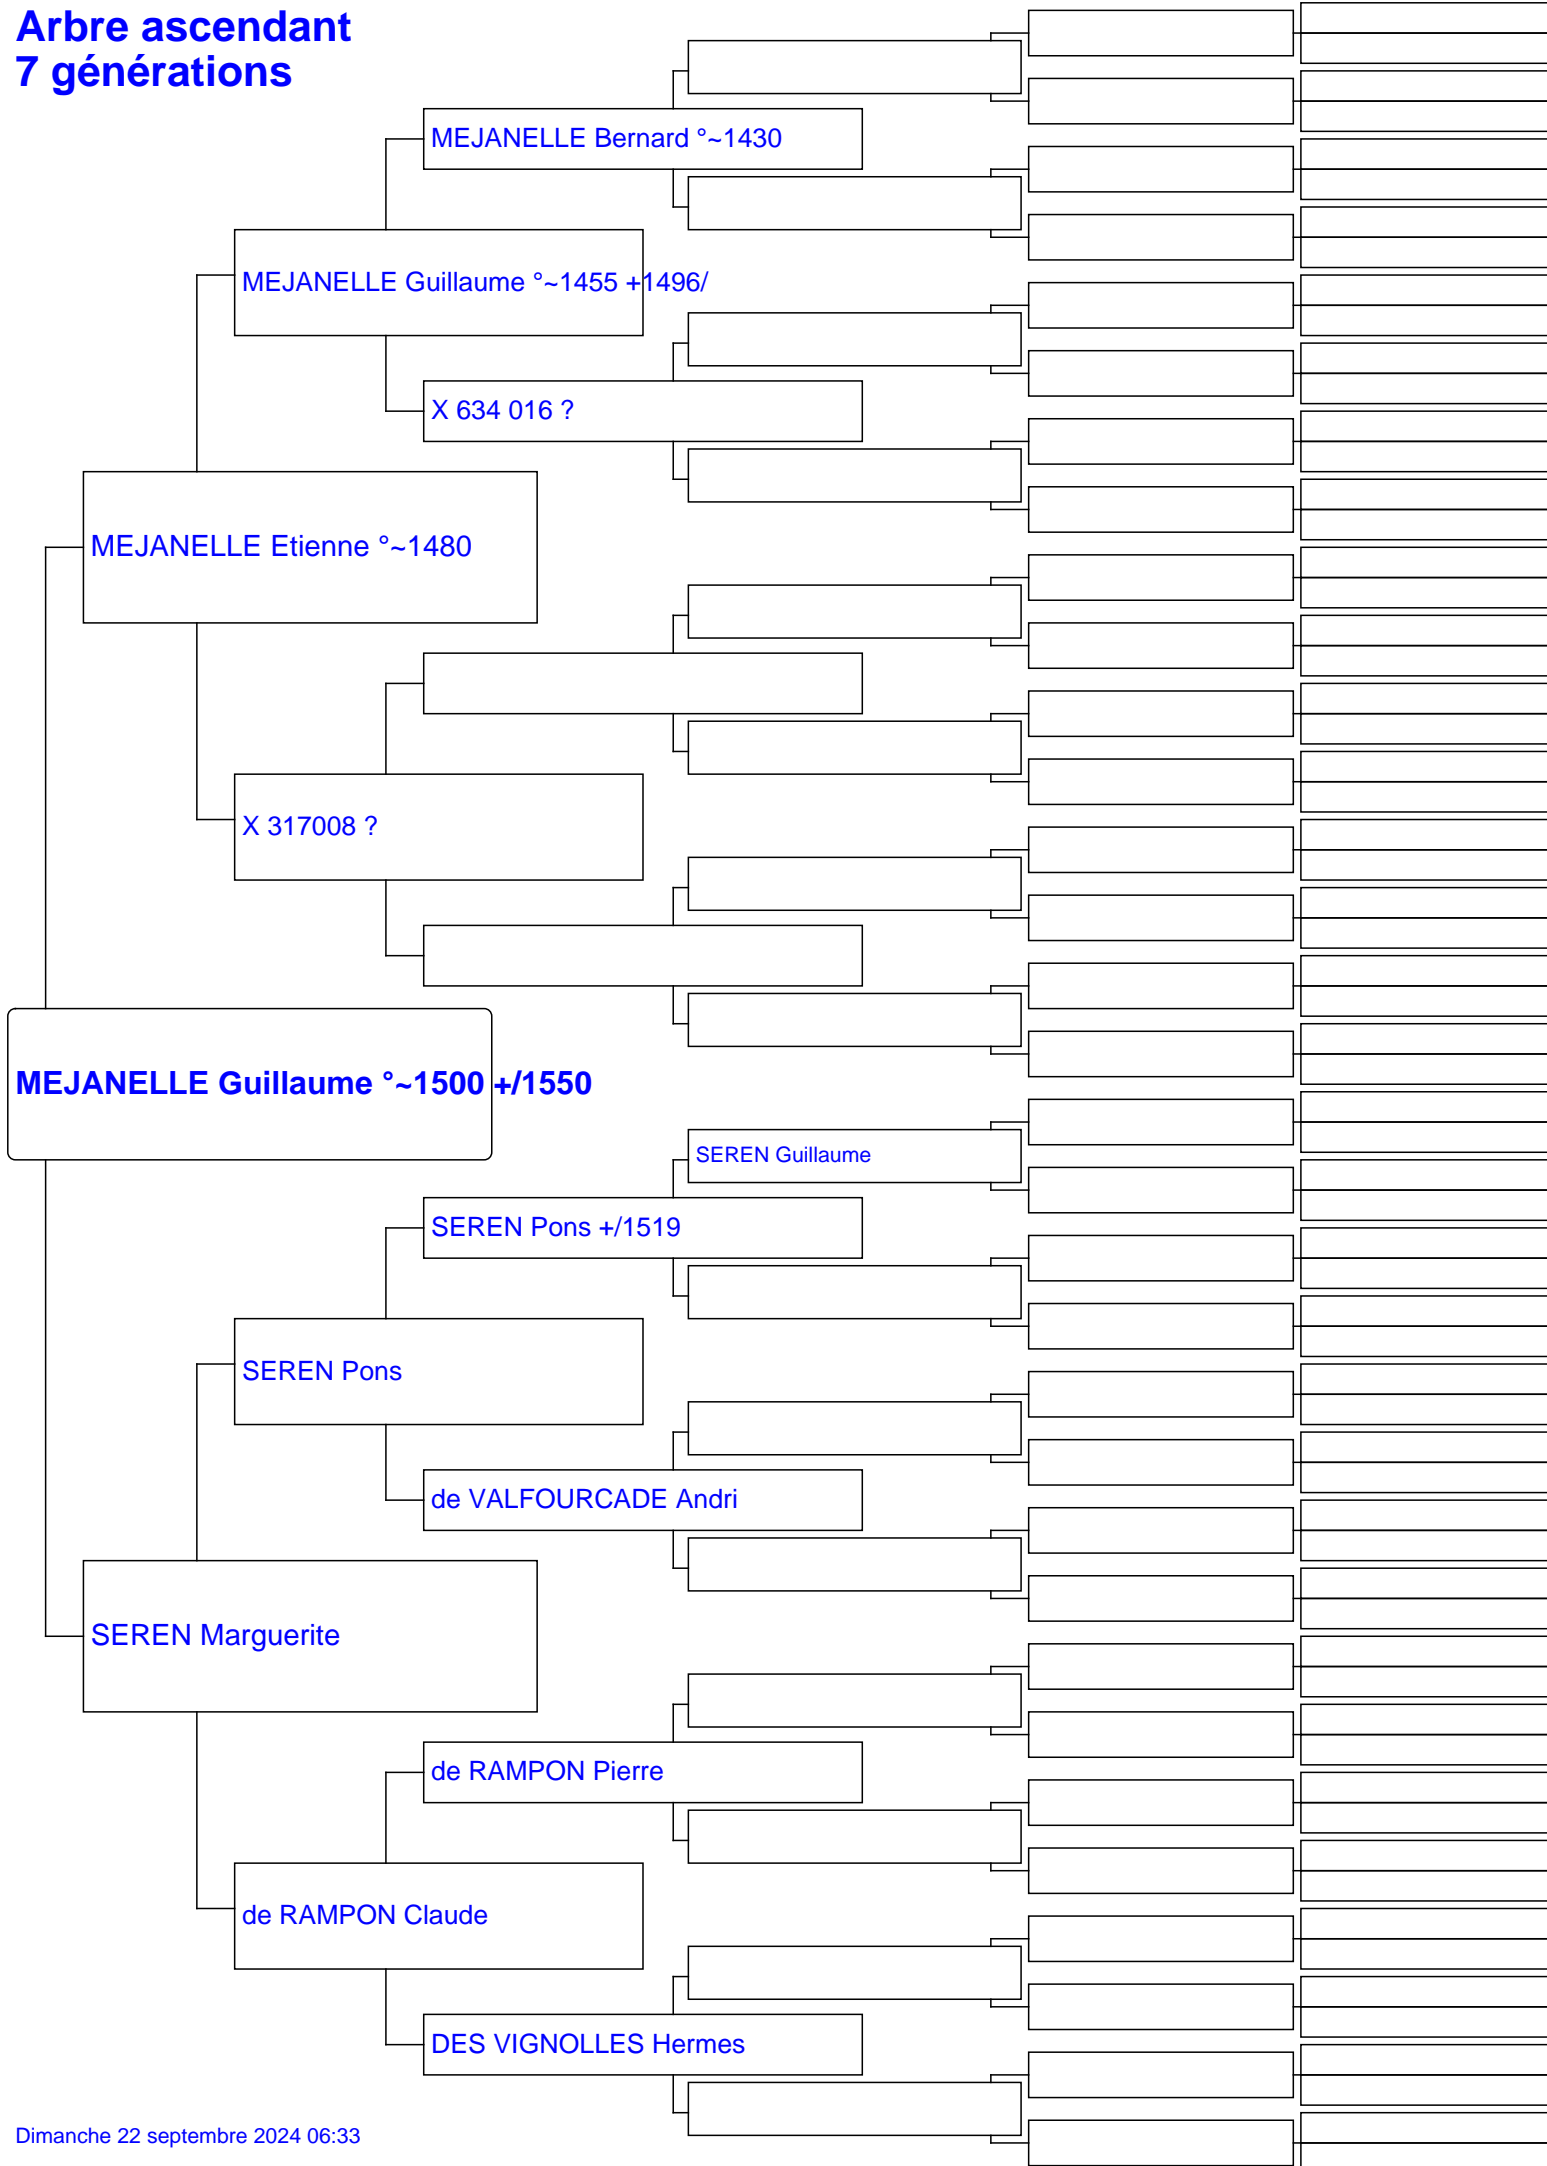 Arbre ascendant
7 générations
MEJANELLE Bernard °~1430
MEJANELLE Guillaume °~1455 +1496/
X 634 016 ?
MEJANELLE Etienne °~1480
X 317008 ?
MEJANELLE Guillaume °~1500 +/1550
SEREN Guillaume
SEREN Pons +/1519
SEREN Pons
de VALFOURCADE Andri
SEREN Marguerite
de RAMPON Pierre
de RAMPON Claude
DES VIGNOLLES Hermes
Dimanche 22 septembre 2024 06:33